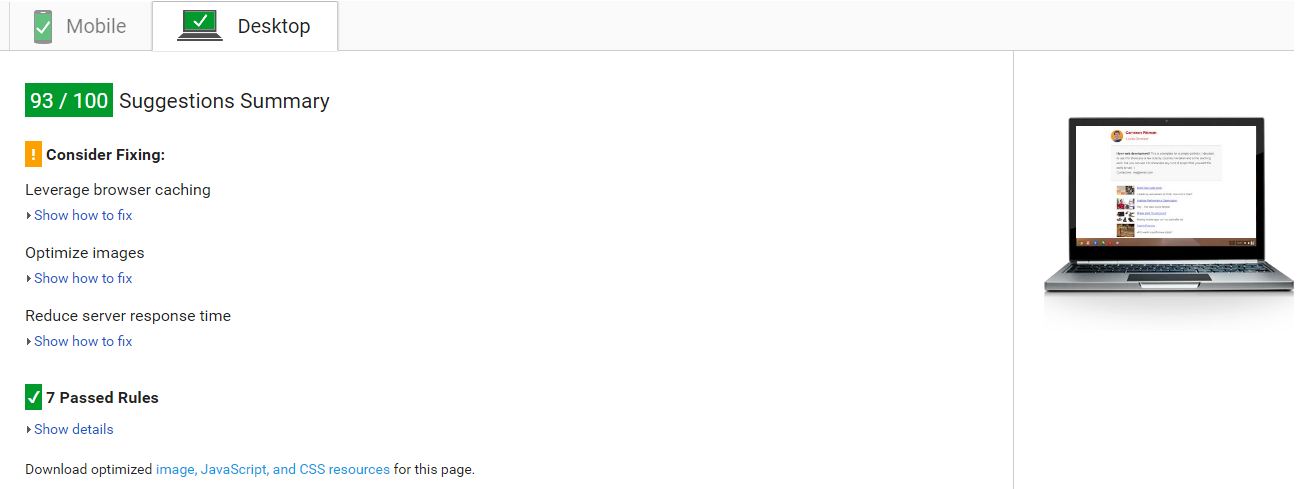 Mobile
Desktop
93 / 100 Suggestions Summary
! Consider Fixing:
Leverage browser caching
Show how to fix
Optimize images
Show how to fix
Reduce server response time
Show how to fix
7 Passed Rules
Show details
Download optimized image, JavaScript, and CSS resources for this page.